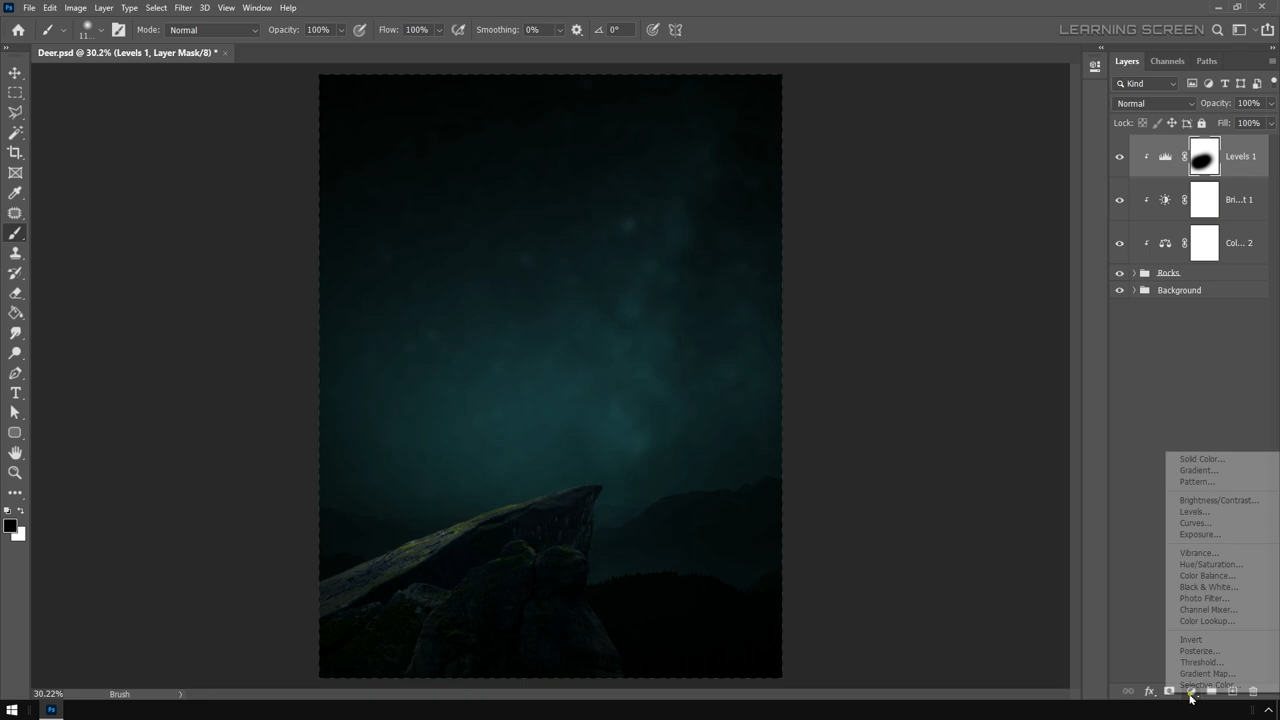 File Edit Image Layer Type Select Filter 3D View Window Help
11... Mode: Normal Opacity: 100% Flow: 100% Smoothing: 0% 0° LEARNING SCREEN
Deer.psd @ 30.2% (Levels 1, Layer Mask/8) * ×
Layers Channels Paths
Kind
Normal Opacity: 100%
Lock: Fill: 100%
Levels 1
Bri...t 1
Col... 2
Rocks
Background
Solid Color...
Gradient...
Pattern...
Brightness/Contrast...
Levels...
Curves...
Exposure...
Vibrance...
Hue/Saturation...
Color Balance...
Black & White...
Photo Filter...
Channel Mixer...
Color Lookup...
Invert
Posterize...
Threshold...
Gradient Map...
Selective Color...
30.22% Brush
Ps